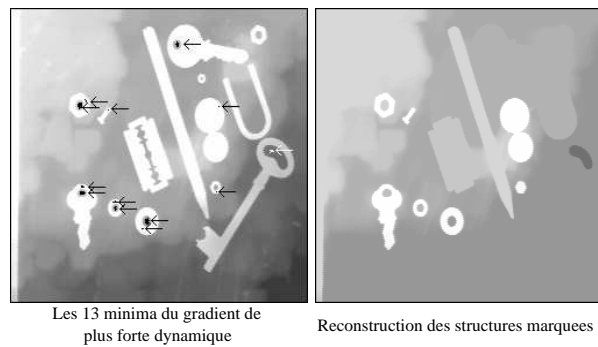 Les 13 minima du gradient de
plus forte dynamique
Reconstruction des structures marquees